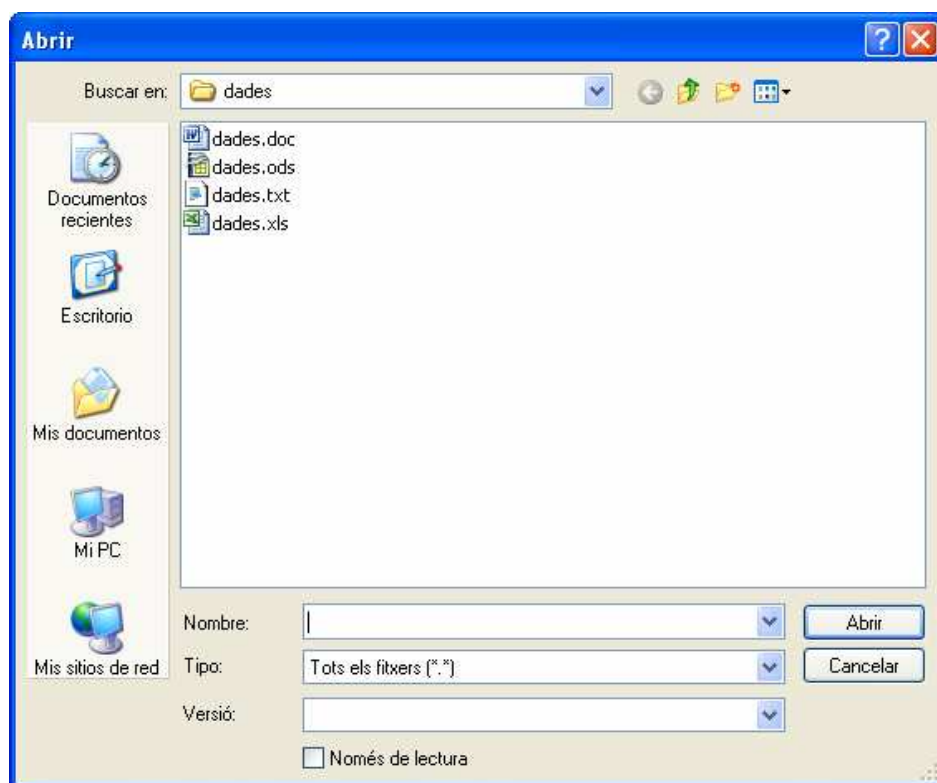 Abrir
Buscar en:
dades
dades.doc
dades.ods
dades.txt
dades.xls
Documentos
recientes
Escritorio
Mis documentos
Mi PC
Mis sitios de red
Nombre:
Abrir
Tipo:
Tots els fitxers (*.*)
Cancelar
Versió:
Només de lectura